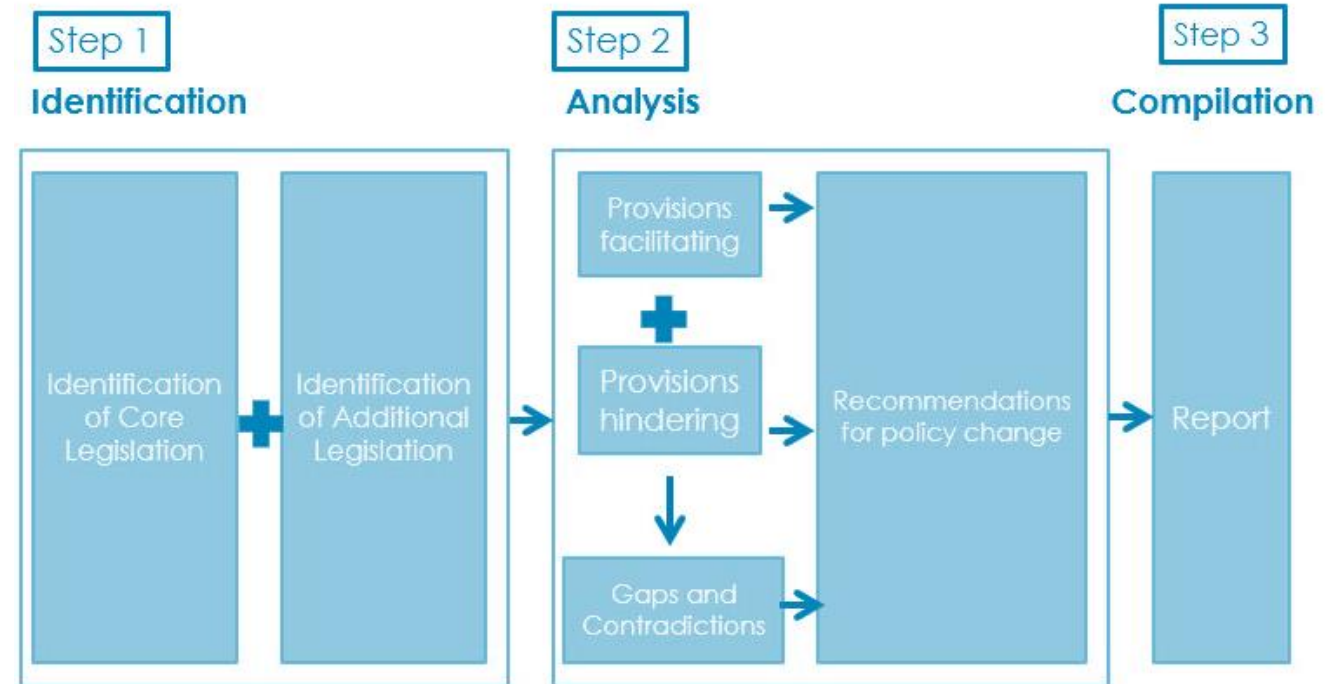 Step 1
Identification
Step 2
Analysis
Step 3
Compilation
Identification
of Core
Legislation
Identification
of Additional
Legislation
Provisions
facilitating
Provisions
hindering
Gaps and
Contradictions
Recommendations
for policy change
Report